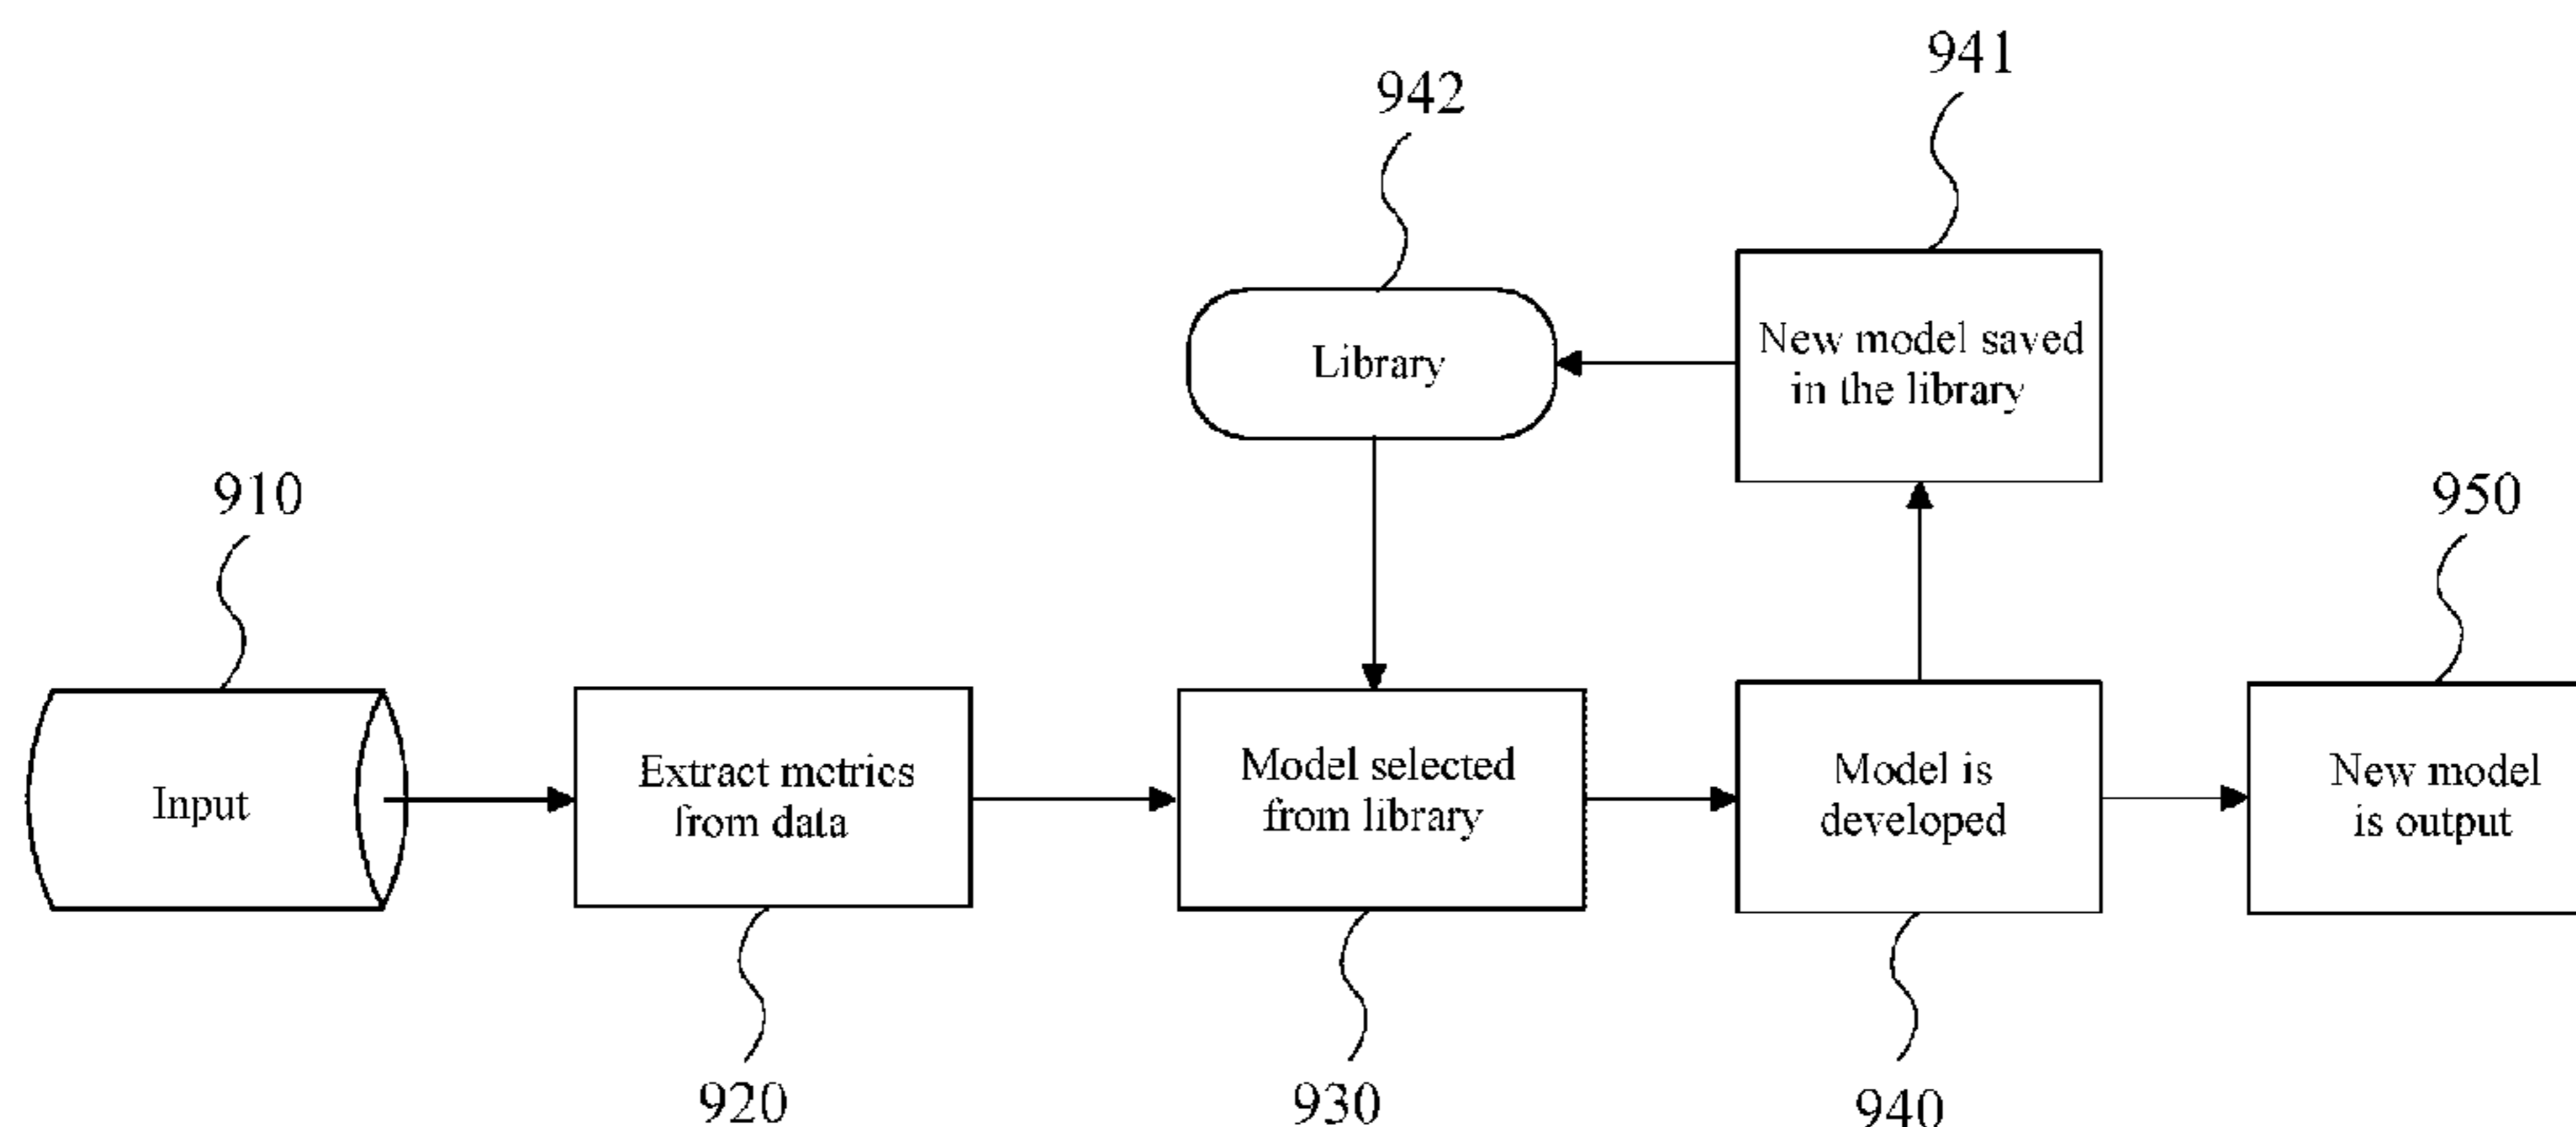 941
942
New model saved
in the library
Library
910
950
Input
Extract metrics
from data
Model selected
from library
Model is
developed
New model
is output
920
930
940